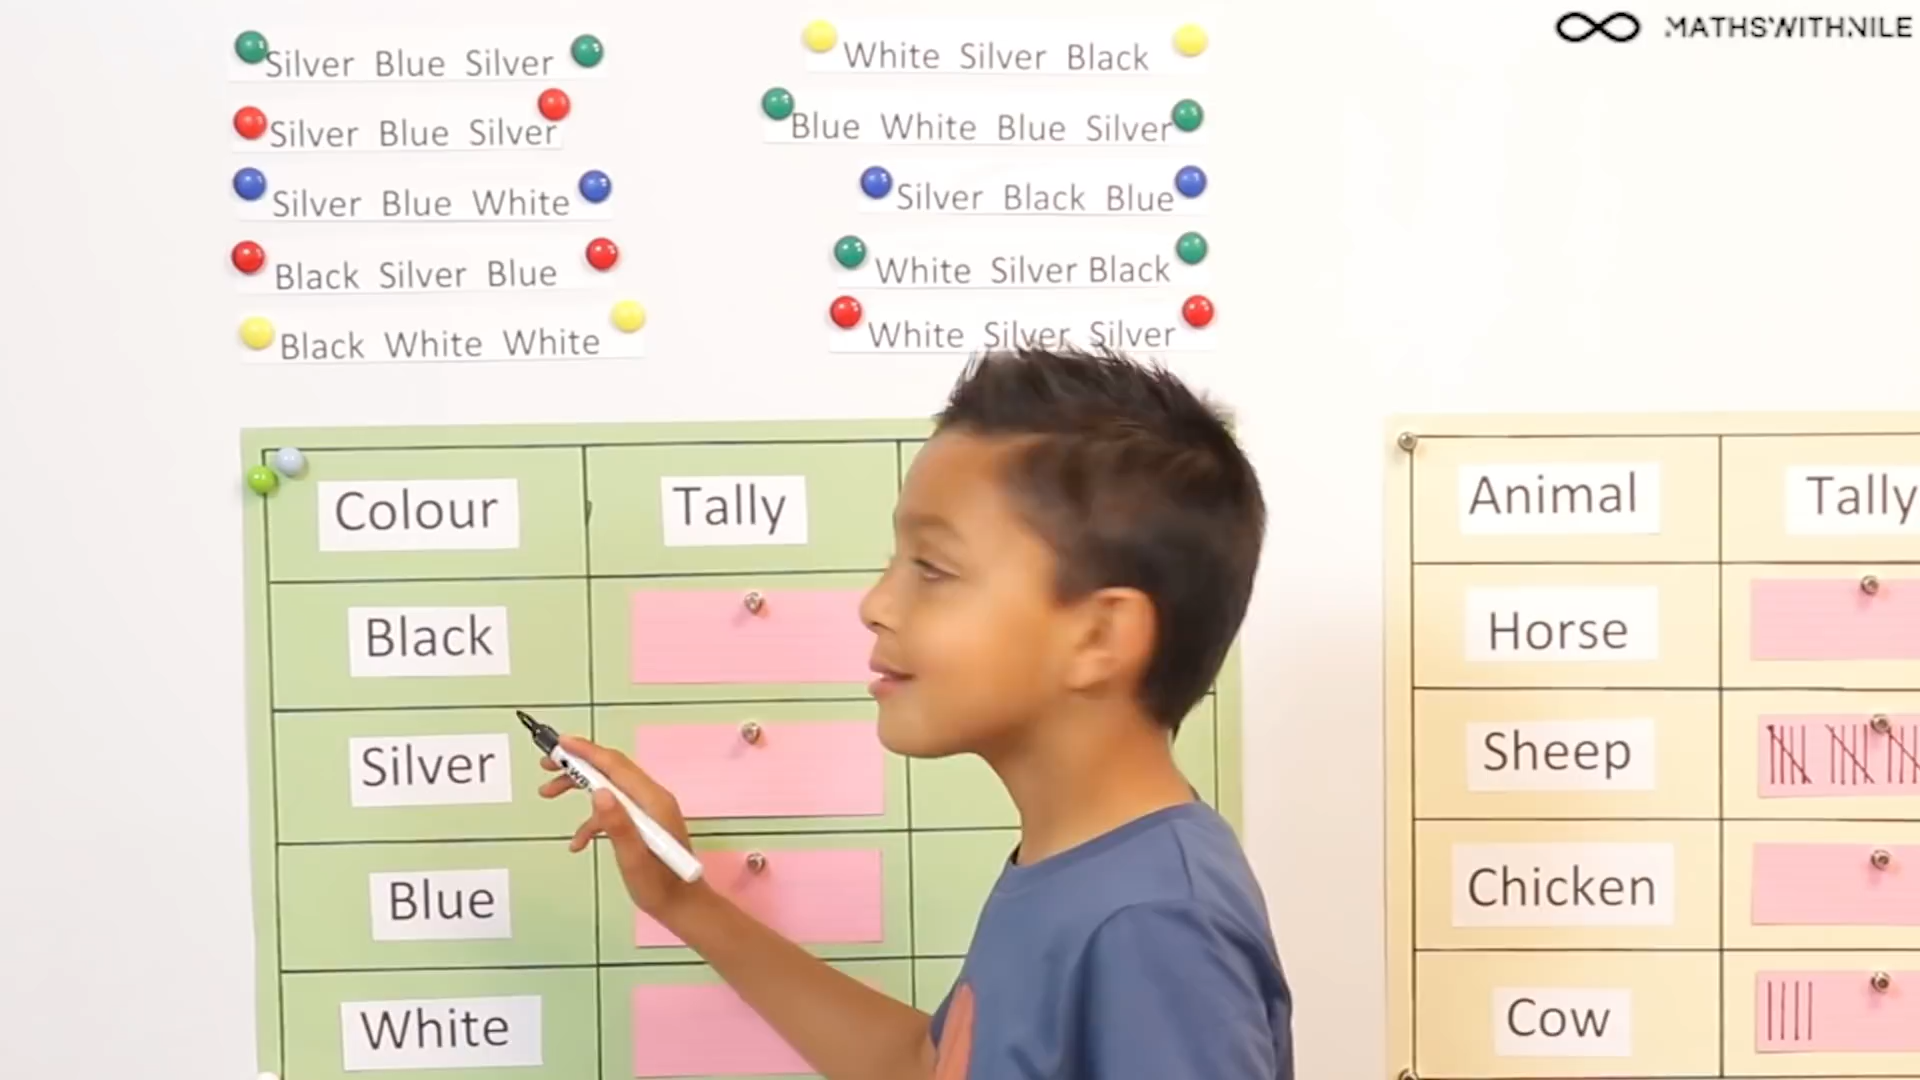 MATHSWITHNILE
Silver Blue Silver
Silver Blue Silver
Silver Blue White
Black Silver Blue
Black White White
White Silver Black
Blue White Blue Silver
Silver Black Blue
White Silver Black
White Silver Silver
Colour Tally
Black
Silver
Blue
White
Animal Tally
Horse
Sheep
Chicken
Cow